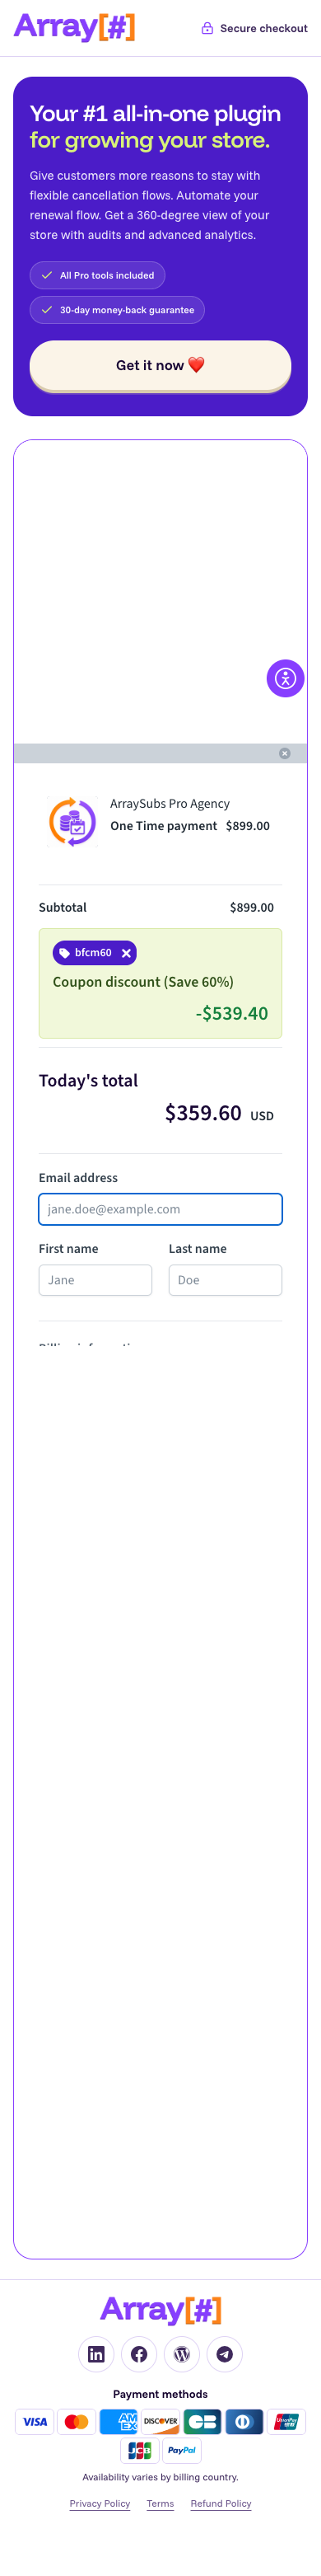 Array[#]
Secure checkout
Your #1 all-in-one plugin
for growing your store.
Give customers more reasons to stay with
flexible cancellation flows. Automate your
renewal flow. Get a 360-degree view of your
store with audits and advanced analytics.
All Pro tools included
30-day money-back guarantee
Get it now ❤️
ArraySubs Pro Agency
One Time payment $899.00
Subtotal $899.00
bfcm60
Coupon discount (Save 60%)
-$539.40
Today's total
$359.60 USD
Email address
jane.doe@example.com
First name Last name
Jane Doe
Array[#]
Payment methods
VISA AMEX DISCOVER CB UnionPay
JCB PayPal
Availability varies by billing country.
Privacy Policy Terms Refund Policy